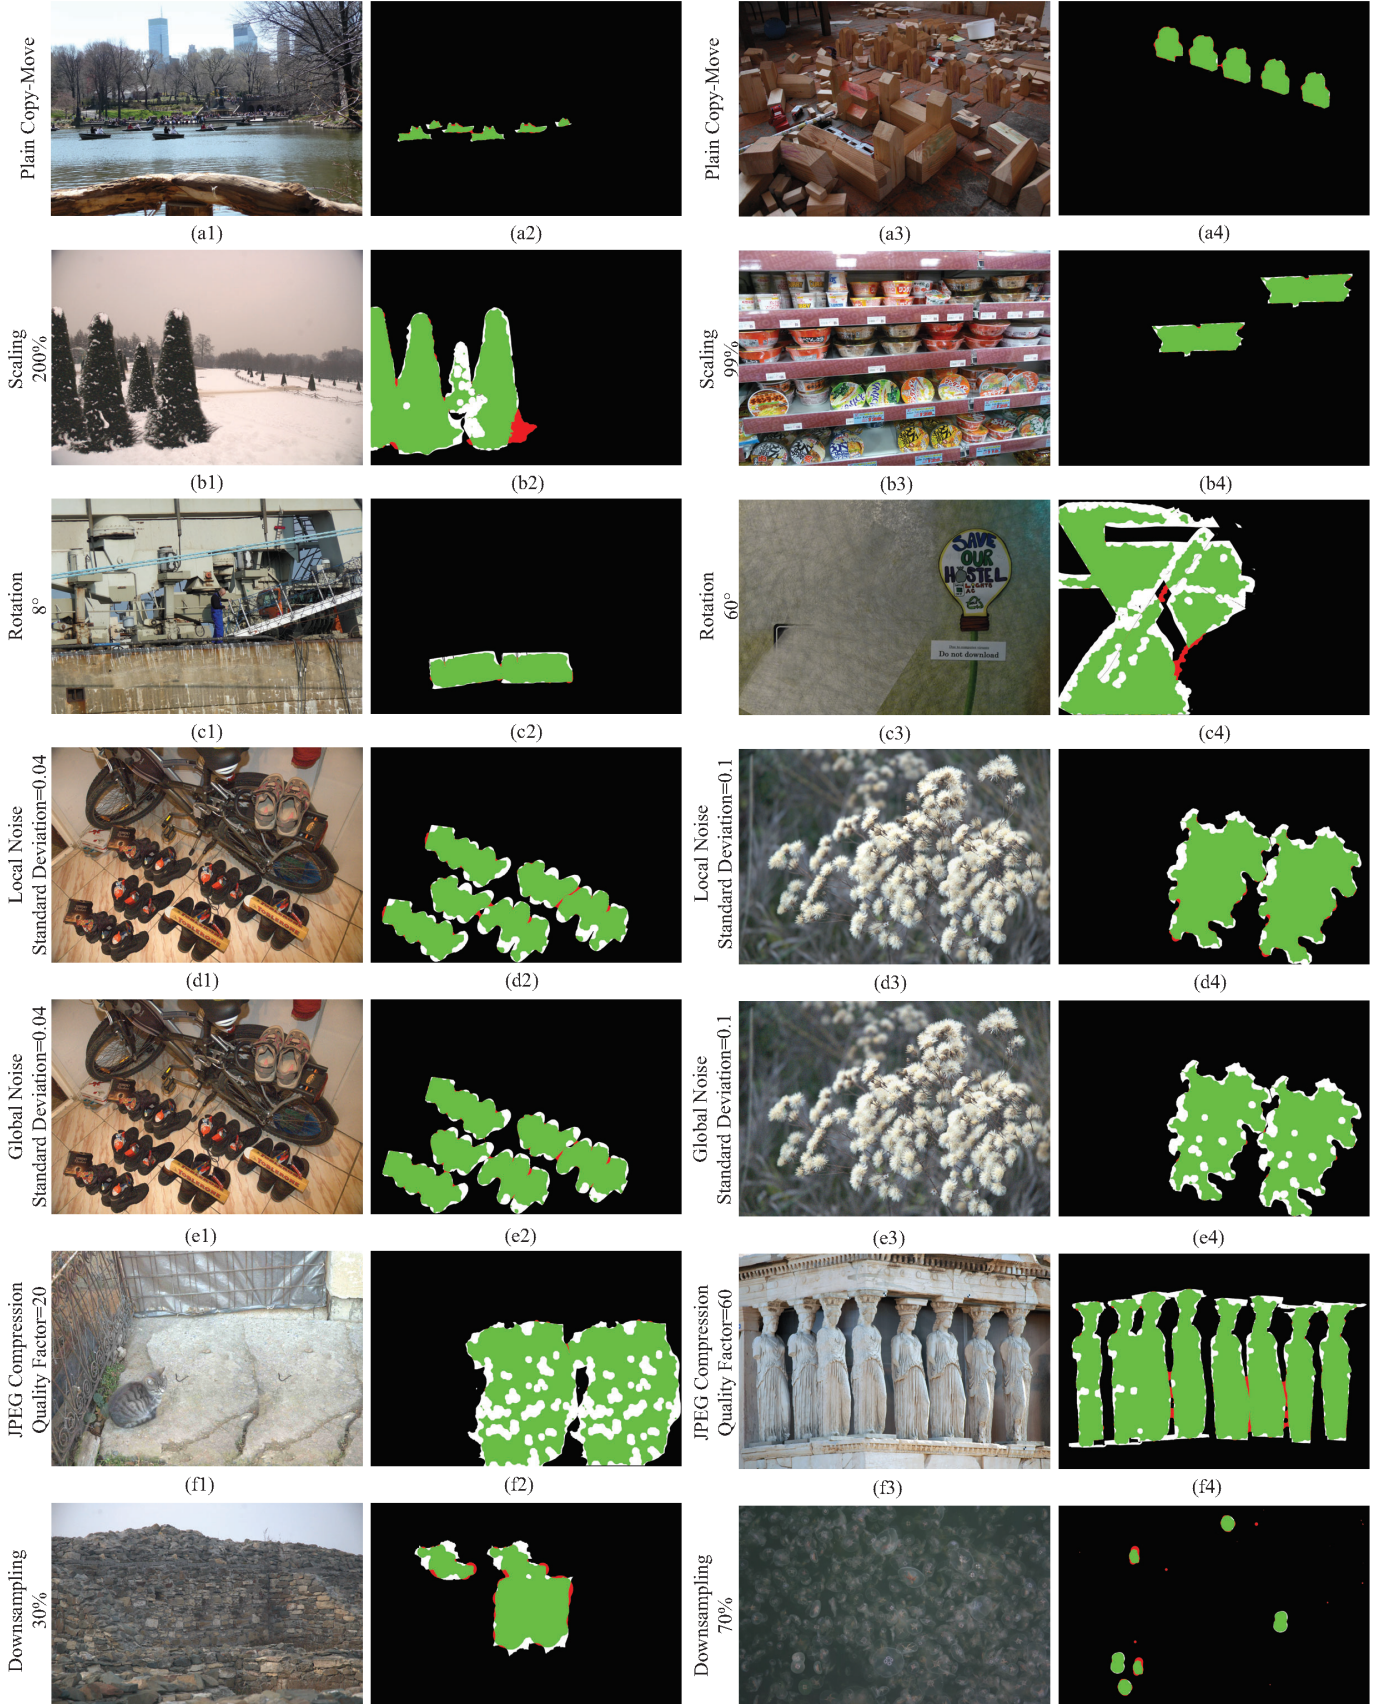 Plain Copy-Move
(a1)
(a2)
Plain Copy-Move
(a3)
(a4)
Scaling
200%
(b1)
(b2)
Scaling
99%
(b3)
(b4)
Rotation
8°
(c1)
(c2)
Rotation
60°
SAVE
OUR
HOSTEL
Do not download
(c3)
(c4)
Local Noise
Standard Deviation=0.04
(d1)
(d2)
Local Noise
Standard Deviation=0.1
(d3)
(d4)
Global Noise
Standard Deviation=0.04
(e1)
(e2)
Global Noise
Standard Deviation=0.1
(e3)
(e4)
JPEG Compression
Quality Factor=20
(f1)
(f2)
JPEG Compression
Quality Factor=60
(f3)
(f4)
Downsampling
30%
Downsampling
70%